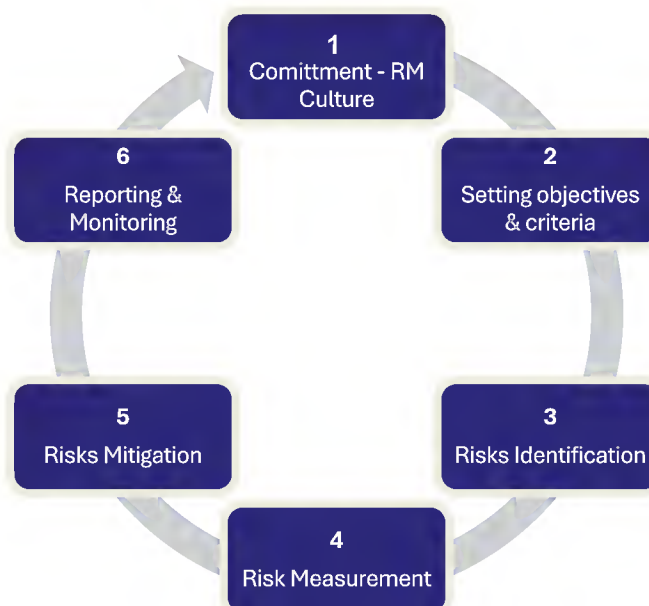 1
Comittment - RM
Culture
2
Setting objectives
& criteria
3
Risks Identification
4
Risk Measurement
5
Risks Mitigation
6
Reporting &
Monitoring